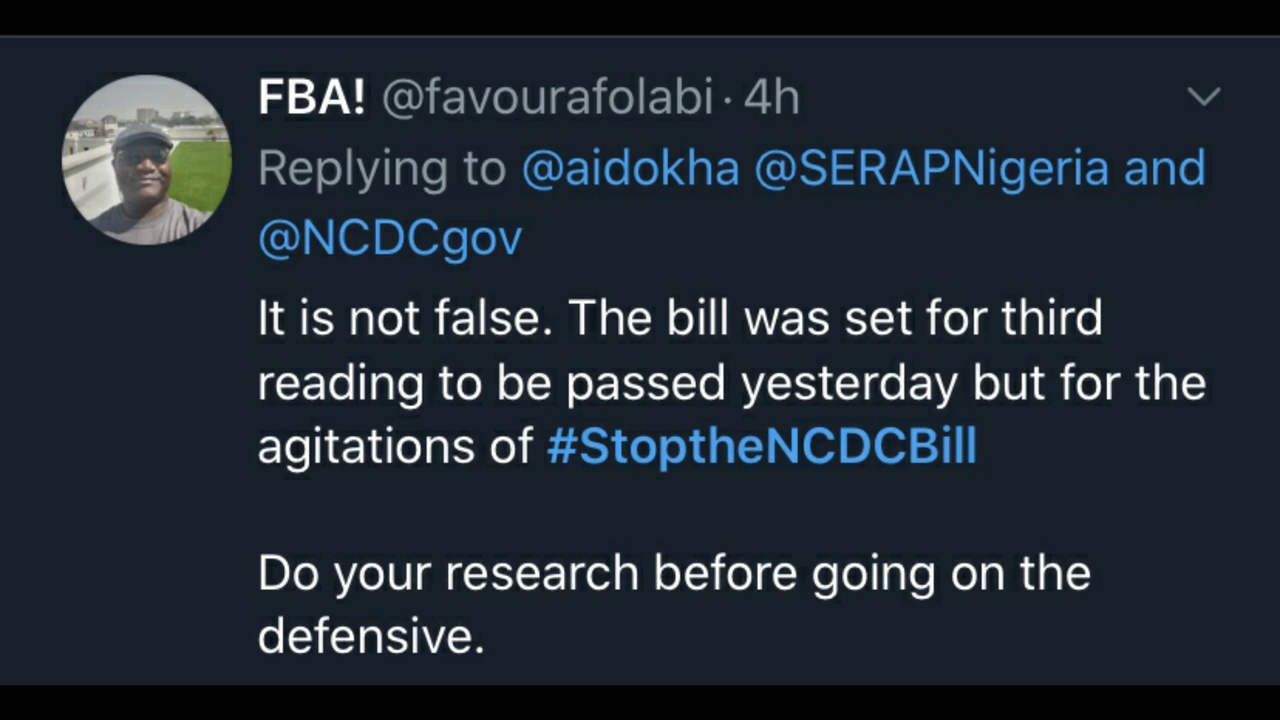 FBA! @favourafolabi · 4h
Replying to @aidokha @SERAPNigeria and
@NCDCgov
It is not false. The bill was set for third
reading to be passed yesterday but for the
agitations of #StoptheNCDCBill
Do your research before going on the
defensive.